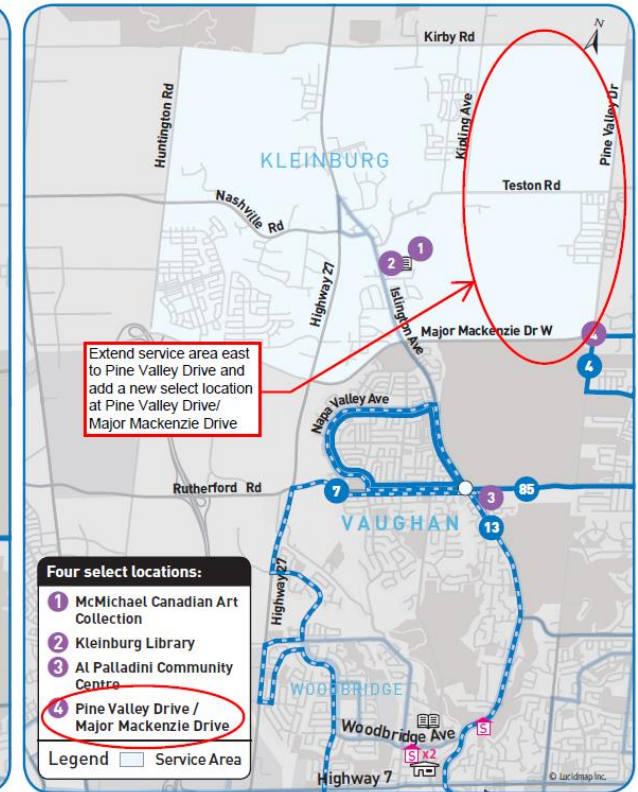 Kirby Rd
N
Huntington Rd
Kipling Ave
Pine Valley Dr
KLEINBURG
Teston Rd
Nashville Rd
1
2
Highway 27
Islington Ave
Major Mackenzie Dr W
4
4
Extend service area east
to Pine Valley Drive and
add a new select location
at Pine Valley Drive/
Major Mackenzie Drive
Napa Valley Ave
Rutherford Rd
7
85
3
VAUGHAN
13
Highway 27
Four select locations:
1 McMichael Canadian Art
Collection
2 Kleinburg Library
3 Al Palladini Community
Centre
4 Pine Valley Drive /
Major Mackenzie Drive
Legend Service Area
WOODBRIDGE
Woodbridge Ave
S
S x2
Highway 7
© Lucidmap Inc.